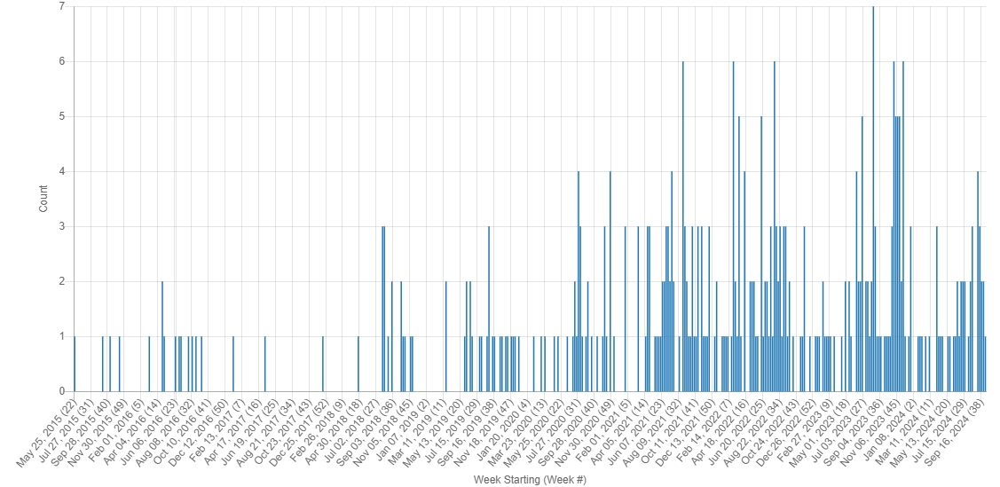 7
6
5
4
3
2
1
0
Count
May 25, 2015 (22)
Jul 27, 2015 (31)
Sep 28, 2015 (40)
Nov 30, 2015 (49)
Feb 01, 2016 (5)
Apr 04, 2016 (14)
Jun 06, 2016 (23)
Aug 08, 2016 (32)
Oct 10, 2016 (41)
Dec 12, 2016 (50)
Feb 13, 2017 (7)
Apr 17, 2017 (16)
Jun 19, 2017 (25)
Aug 21, 2017 (34)
Oct 23, 2017 (43)
Dec 25, 2017 (52)
Feb 26, 2018 (9)
Apr 30, 2018 (18)
Jul 02, 2018 (27)
Sep 03, 2018 (36)
Nov 05, 2018 (45)
Jan 07, 2019 (2)
Mar 11, 2019 (11)
May 13, 2019 (20)
Jul 15, 2019 (29)
Sep 16, 2019 (38)
Nov 18, 2019 (47)
Jan 20, 2020 (4)
Mar 23, 2020 (13)
May 25, 2020 (22)
Jul 27, 2020 (31)
Sep 28, 2020 (40)
Nov 30, 2020 (49)
Feb 01, 2021 (5)
Apr 05, 2021 (14)
Jun 07, 2021 (23)
Aug 09, 2021 (32)
Oct 11, 2021 (41)
Dec 13, 2021 (50)
Feb 14, 2022 (7)
Apr 18, 2022 (16)
Jun 20, 2022 (25)
Aug 22, 2022 (34)
Oct 24, 2022 (43)
Dec 26, 2022 (52)
Feb 27, 2023 (9)
May 01, 2023 (18)
Jul 03, 2023 (27)
Sep 04, 2023 (36)
Nov 06, 2023 (45)
Jan 08, 2024 (2)
Mar 11, 2024 (11)
May 13, 2024 (20)
Jul 15, 2024 (29)
Sep 16, 2024 (38)
Week Starting (Week #)